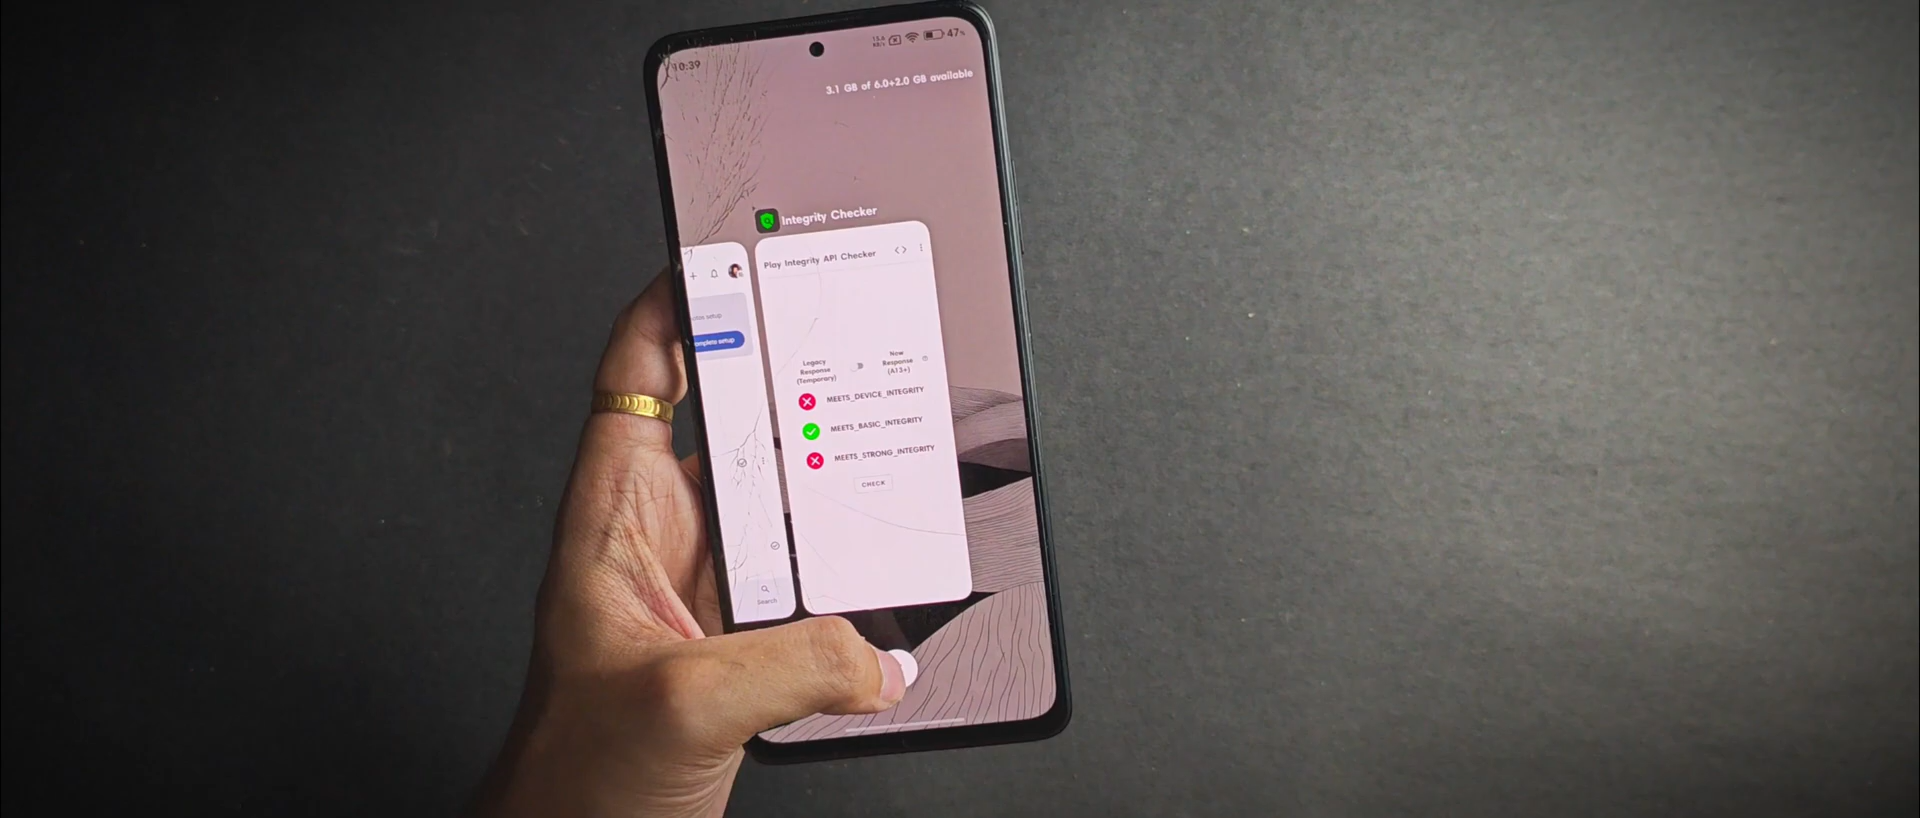 10:39
47%
3.1 GB of 6.0+2.0 GB available
Integrity Checker
Play Integrity API Checker
complete setup
Legacy
Response
(Temporary)
New
Response
(A13+)
MEETS_DEVICE_INTEGRITY
MEETS_BASIC_INTEGRITY
MEETS_STRONG_INTEGRITY
CHECK
Search